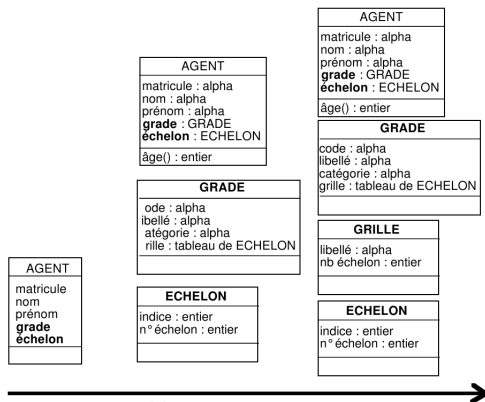 AGENT
matricule
nom
prénom
grade
échelon
AGENT
matricule : alpha
nom : alpha
prénom : alpha
grade : GRADE
échelon : ECHELON
âge() : entier
GRADE
ode : alpha
ibellé : alpha
atégorie : alpha
rille : tableau de ECHELON
ECHELON
indice : entier
n° échelon : entier
AGENT
matricule : alpha
nom : alpha
prénom : alpha
grade : GRADE
échelon : ECHELON
âge() : entier
GRADE
code : alpha
libellé : alpha
catégorie : alpha
grille : tableau de ECHELON
GRILLE
libellé : alpha
nb échelon : entier
ECHELON
indice : entier
n° échelon : entier